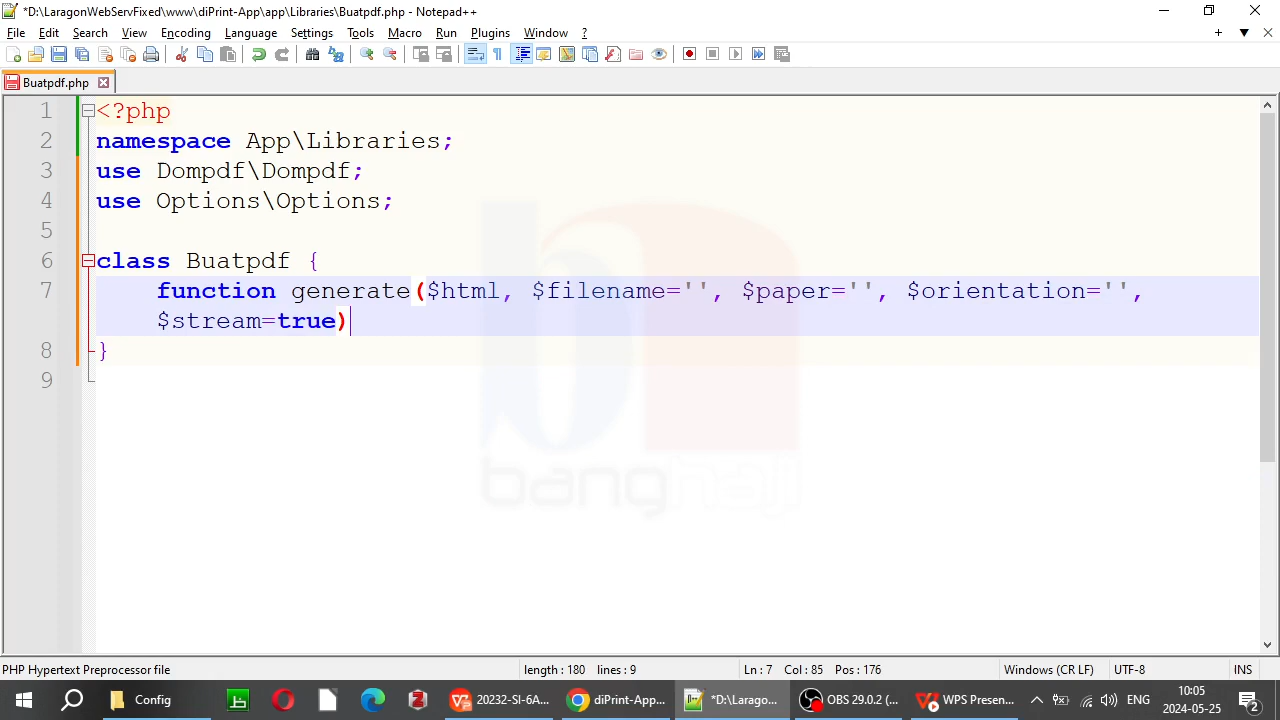 *D:\LaragonWebServFixed\www\diPrint-App\app\Libraries\Buatpdf.php - Notepad++
File Edit Search View Encoding Language Settings Tools Macro Run Plugins Window ?
Buatpdf.php
1 <?php
2 namespace App\Libraries;
3 use Dompdf\Dompdf;
4 use Options\Options;
5
6 class Buatpdf {
7 function generate($html, $filename='', $paper='', $orientation='',
$stream=true)
8 }
9
banghaji
PHP Hypertext Preprocessor file length : 180 lines : 9 Ln : 7 Col : 85 Pos : 176 Windows (CR LF) UTF-8 INS
Config 20232-SI-6A... diPrint-App... *D:\Larago... OBS 29.0.2 (... WPS Presen... ENG 10:05
2024-05-25 2